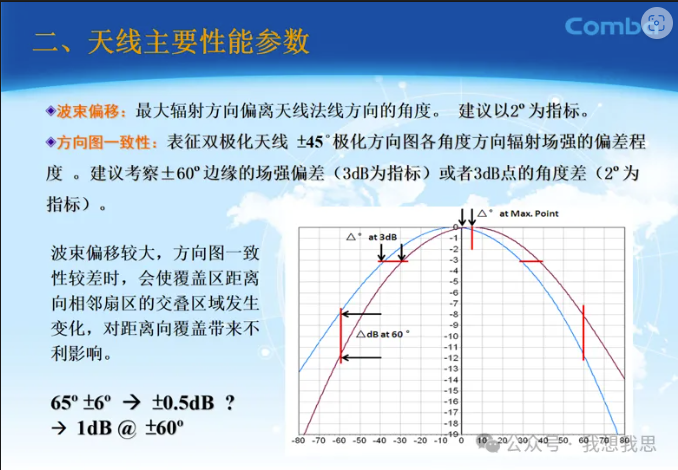 Comba
二、天线主要性能参数
波束偏移：最大辐射方向偏离天线法线方向的角度。 建议以2º为指标。
方向图一致性：表征双极化天线 ±45°极化方向图各角度方向辐射场强的偏差程
度 。建议考察±60º边缘的场强偏差（3dB为指标）或者3dB点的角度差（2º为
指标）。
波束偏移较大，方向图一致
性较差时，会使覆盖区距离
向相邻扇区的交叠区域发生
变化，对距离向覆盖带来不
利影响。
65º ±6º → ±0.5dB ?
→ 1dB @ ±60º
△° at Max. Point
△° at 3dB
△dB at 60 °
0
-1
-2
-3
-4
-5
-6
-7
-8
-9
-10
-11
-12
-13
-14
-15
-16
-17
-18
-19
-80 -70 -60 -50 -40 -30 -20 -10 0 10 20 30 40 50 60 70 80
公众号 · 我想我思